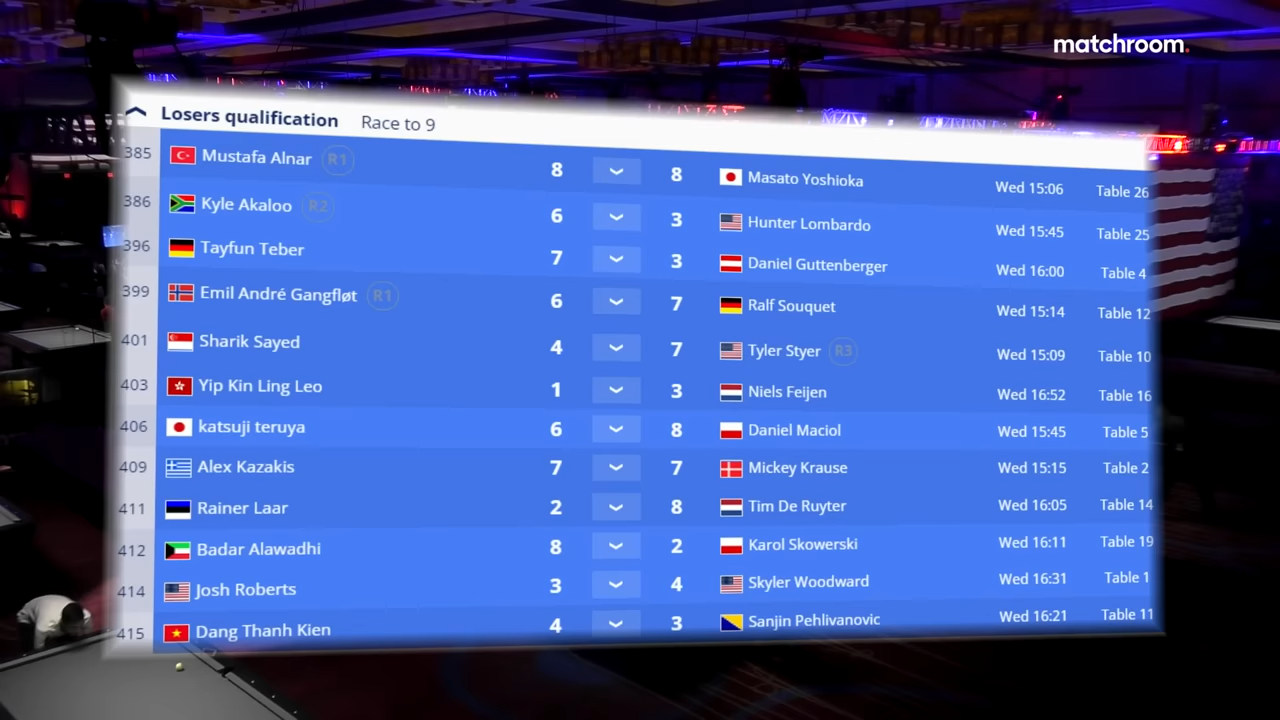 matchroom.
Losers qualification Race to 9
385 Mustafa Alnar R1 8 8 Masato Yoshioka Wed 15:06 Table 26
386 Kyle Akaloo R2 6 3 Hunter Lombardo Wed 15:45 Table 25
396 Tayfun Teber 7 3 Daniel Guttenberger Wed 16:00 Table 4
399 Emil André Gangfløt R1 6 7 Ralf Souquet Wed 15:14 Table 12
401 Sharik Sayed 4 7 Tyler Styer R3 Wed 15:09 Table 10
403 Yip Kin Ling Leo 1 3 Niels Feijen Wed 16:52 Table 16
406 katsuji teruya 6 8 Daniel Maciol Wed 15:45 Table 5
409 Alex Kazakis 7 7 Mickey Krause Wed 15:15 Table 2
411 Rainer Laar 2 8 Tim De Ruyter Wed 16:05 Table 14
412 Badar Alawadhi 8 2 Karol Skowerski Wed 16:11 Table 19
414 Josh Roberts 3 4 Skyler Woodward Wed 16:31 Table 1
415 Dang Thanh Kien 4 3 Sanjin Pehlivanovic Wed 16:21 Table 11